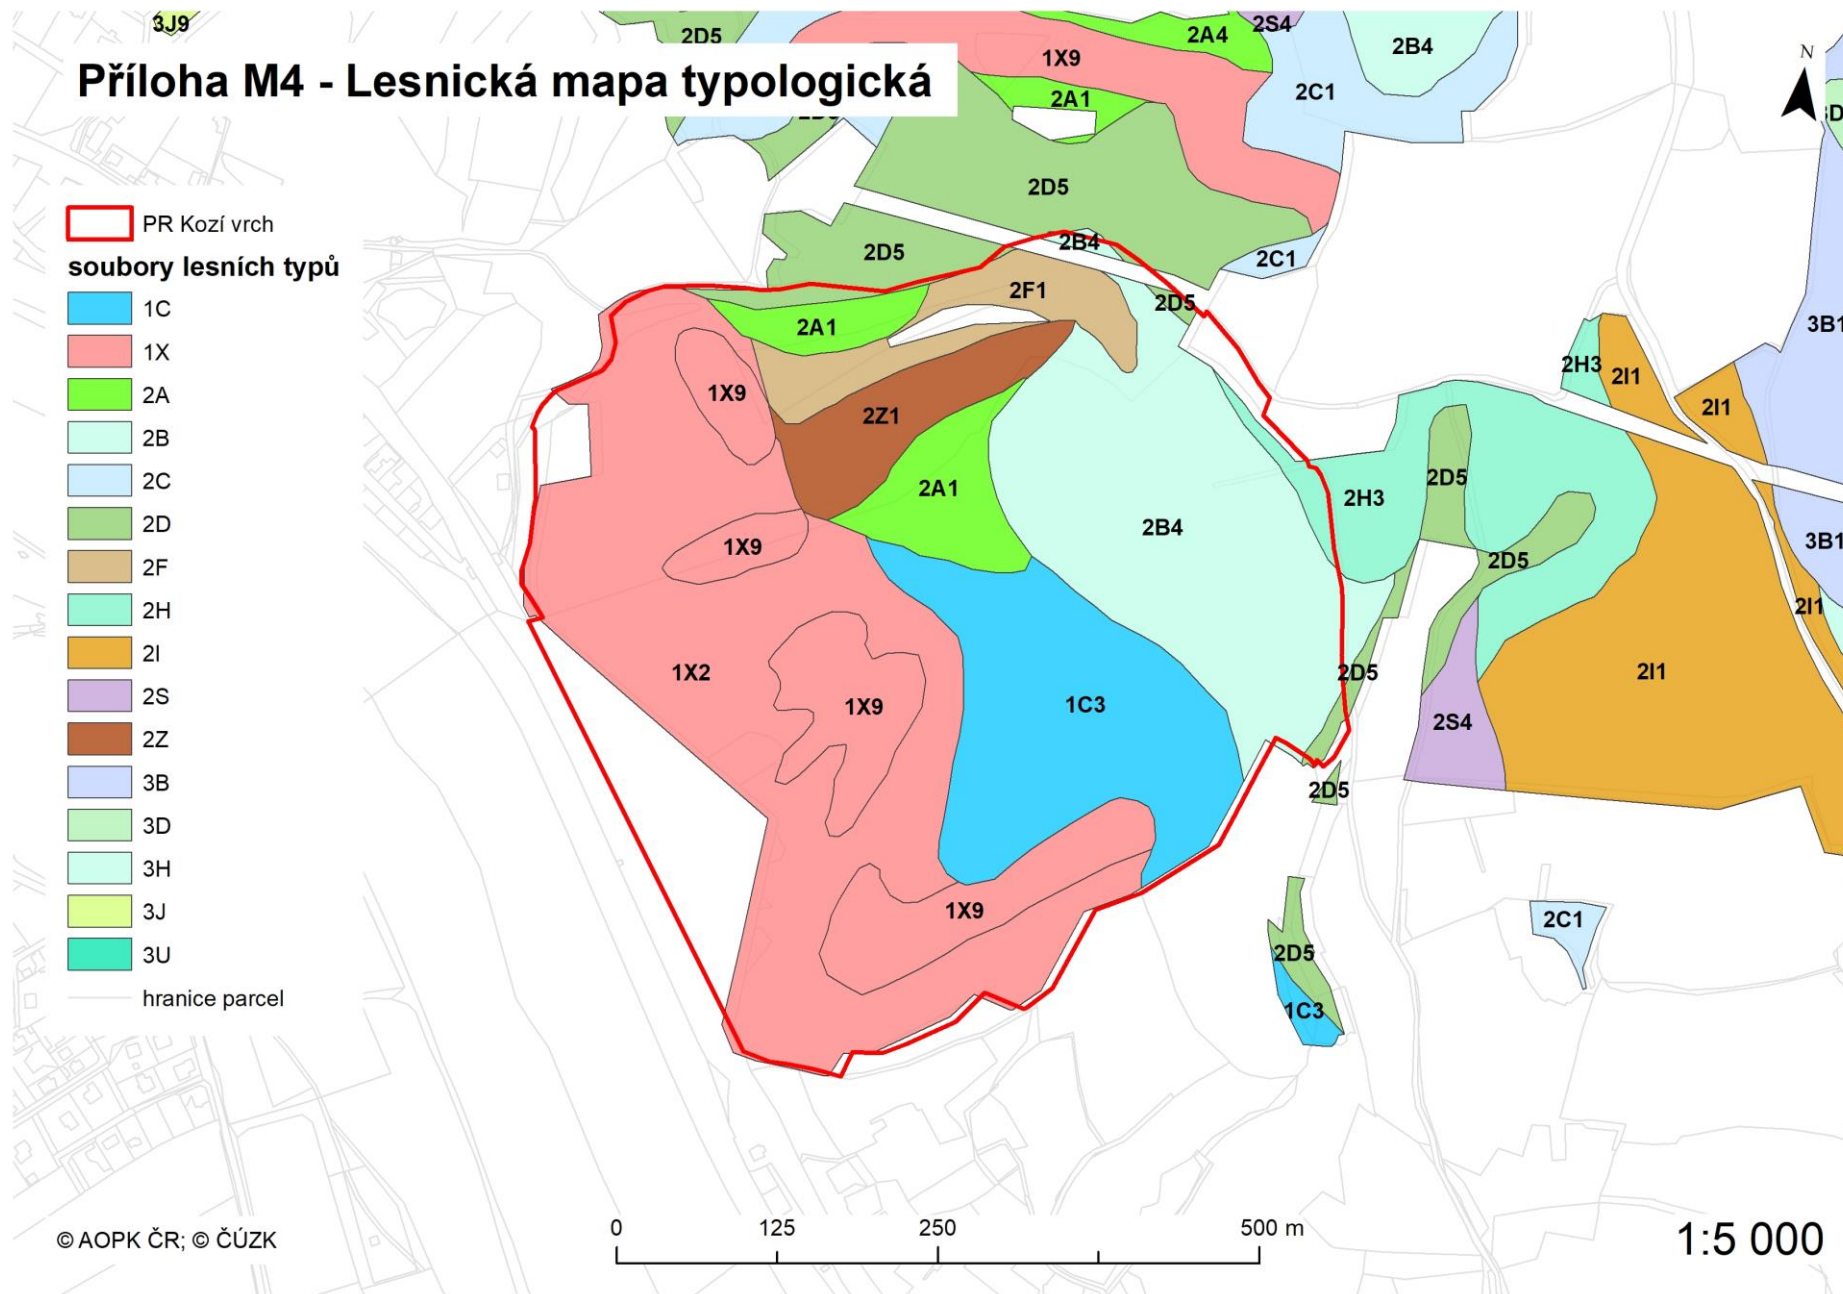 3J9
2D5
2A4
2S4
2B4
1X9
Příloha M4 - Lesnická mapa typologická
2A1
2C1
N
2D5
PR Kozí vrch
soubory lesních typů
1C
1X
2A
2B
2C
2D
2F
2H
2I
2S
2Z
3B
3D
3H
3J
3U
hranice parcel
2D5
2B4
2C1
2F1
2D5
2A1
3B1
2H3
2I1
1X9
2Z1
2I1
2A1
2D5
2H3
2B4
1X9
3B1
2D5
2I1
1X2
2D5
2I1
1X9
1C3
2S4
2D5
1X9
2C1
2D5
1C3
0
125
250
500 m
© AOPK ČR; © ČÚZK
1:5 000